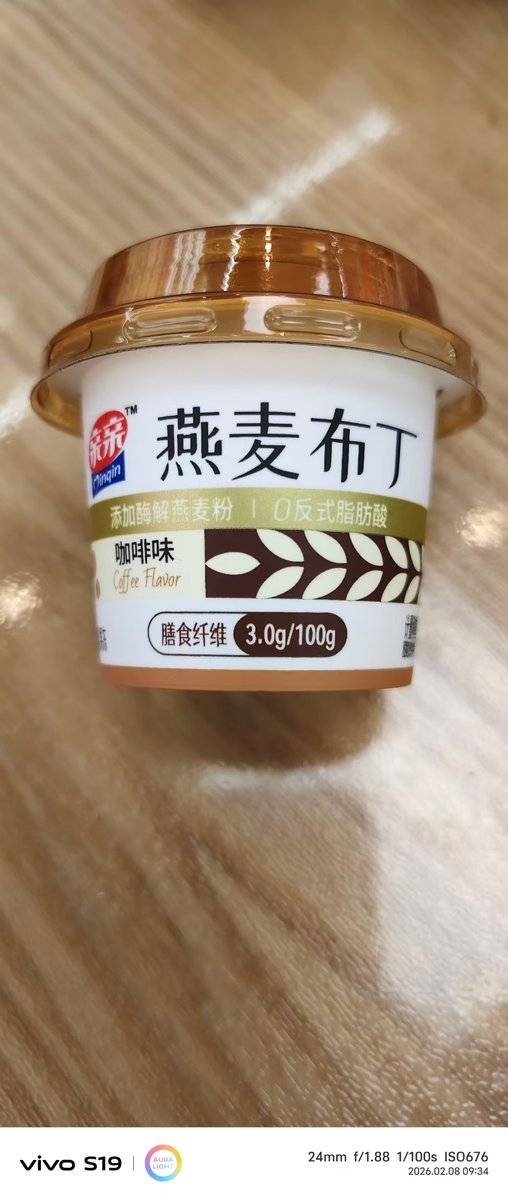 TM
亲亲
Qinqin
燕麦布丁
添加酶解燕麦粉 | 0反式脂肪酸
咖啡味
Coffee Flavor
膳食纤维 3.0g/100g
vivo S19
AURA
LIGHT
24mm f/1.88 1/100s ISO676
2026.02.08 09:34